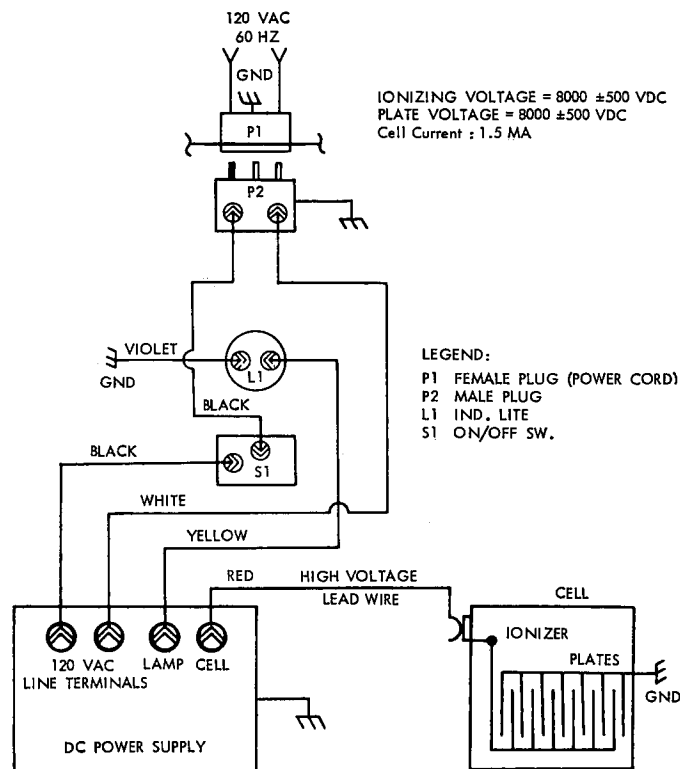 120 VAC
60 HZ
GND
P1
IONIZING VOLTAGE = 8000 ±500 VDC
PLATE VOLTAGE = 8000 ±500 VDC
Cell Current : 1.5 MA
P2
VIOLET
GND
L1
LEGEND:
P1 FEMALE PLUG (POWER CORD)
P2 MALE PLUG
L1 IND. LITE
S1 ON/OFF SW.
BLACK
BLACK
S1
WHITE
YELLOW
RED HIGH VOLTAGE
LEAD WIRE
CELL
IONIZER
PLATES
GND
120 VAC
LINE TERMINALS
LAMP
CELL
DC POWER SUPPLY